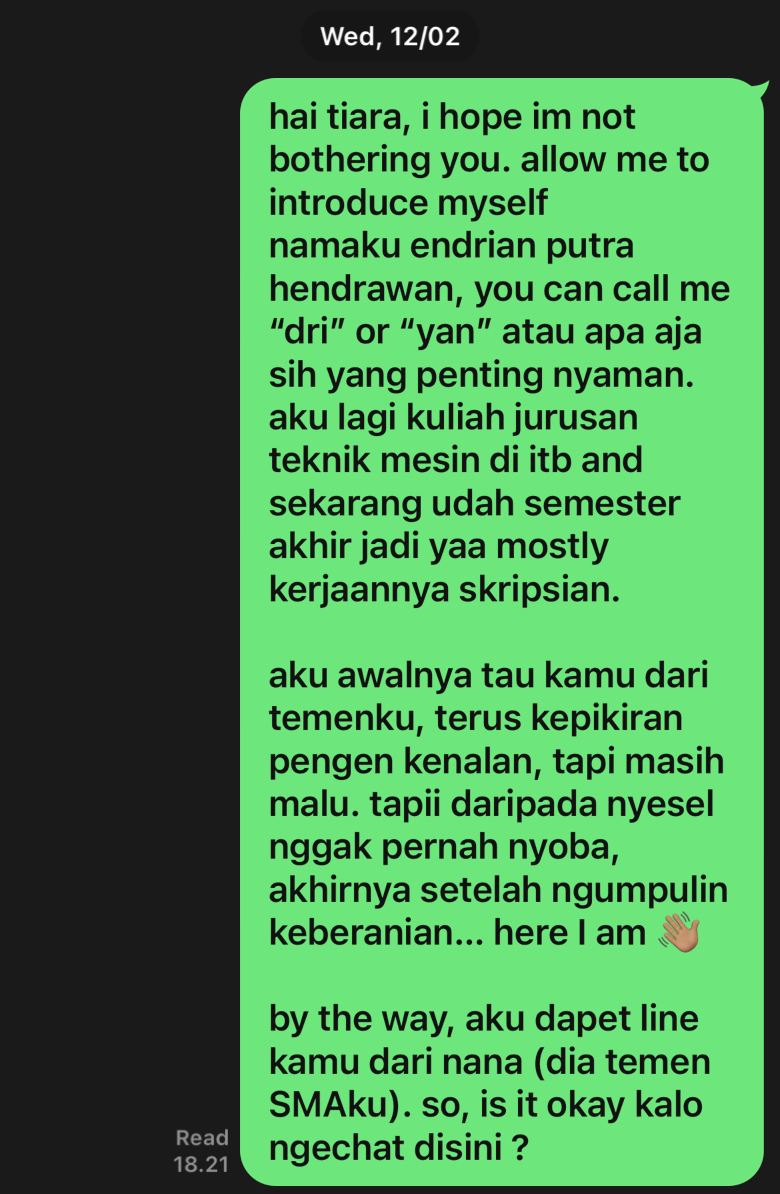 Wed, 12/02
hai tiara, i hope im not
bothering you. allow me to
introduce myself
namaku endrian putra
hendrawan, you can call me
“dri” or “yan” atau apa aja
sih yang penting nyaman.
aku lagi kuliah jurusan
teknik mesin di itb and
sekarang udah semester
akhir jadi yaa mostly
kerjaannya skripsian.
aku awalnya tau kamu dari
temenku, terus kepikiran
pengen kenalan, tapi masih
malu. tapii daripada nyesel
nggak pernah nyoba,
akhirnya setelah ngumpulin
keberanian... here I am 👋🏽
by the way, aku dapet line
kamu dari nana (dia temen
SMAku). so, is it okay kalo
ngechat disini ?
Read
18.21